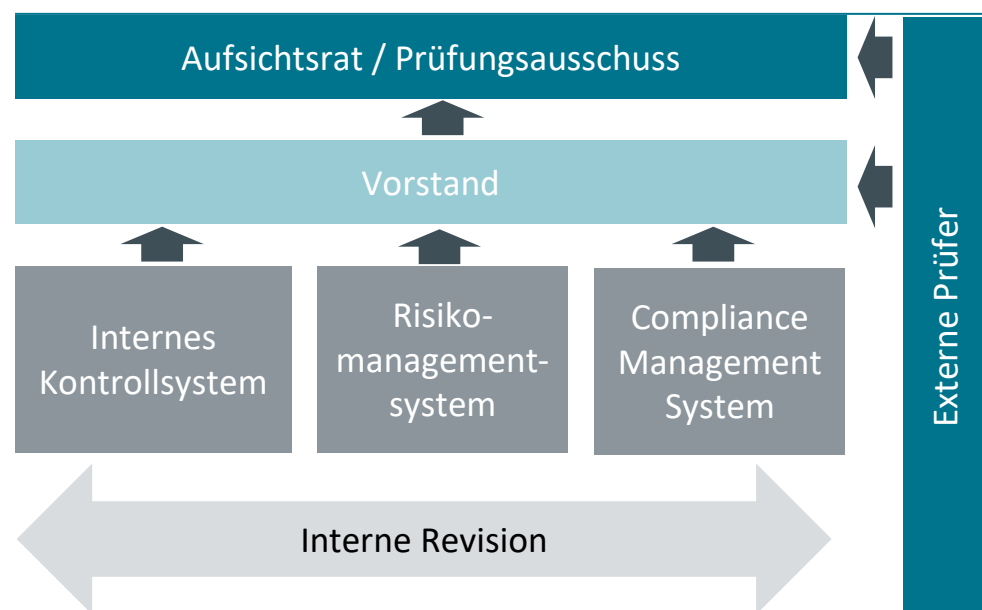 Aufsichtsrat / Prüfungsausschuss
Vorstand
Internes
Kontrollsystem
Risiko-
management-
system
Compliance
Management
System
Interne Revision
Externe Prüfer